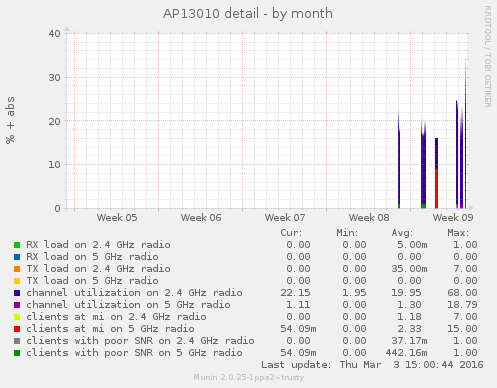 AP13010 detail - by month
RRDTOOL / TOBI OETIKER
% + abs
40
30
20
10
0
Week 05 Week 06 Week 07 Week 08 Week 09
Cur: Min: Avg: Max:
RX load on 2.4 GHz radio 0.00 0.00 5.00m 1.00
RX load on 5 GHz radio 0.00 0.00 0.00 0.00
TX load on 2.4 GHz radio 0.00 0.00 35.00m 7.00
TX load on 5 GHz radio 0.00 0.00 0.00 0.00
channel utilization on 2.4 GHz radio 22.15 1.95 19.95 68.00
channel utilization on 5 GHz radio 1.11 0.00 1.30 18.79
clients at mi on 2.4 GHz radio 0.00 0.00 1.18 7.00
clients at mi on 5 GHz radio 54.09m 0.00 2.33 15.00
clients with poor SNR on 2.4 GHz radio 0.00 0.00 37.17m 1.00
clients with poor SNR on 5 GHz radio 54.09m 0.00 442.16m 1.00
Last update: Thu Mar 3 15:00:44 2016
Munin 2.0.25-1ppa2~trusty